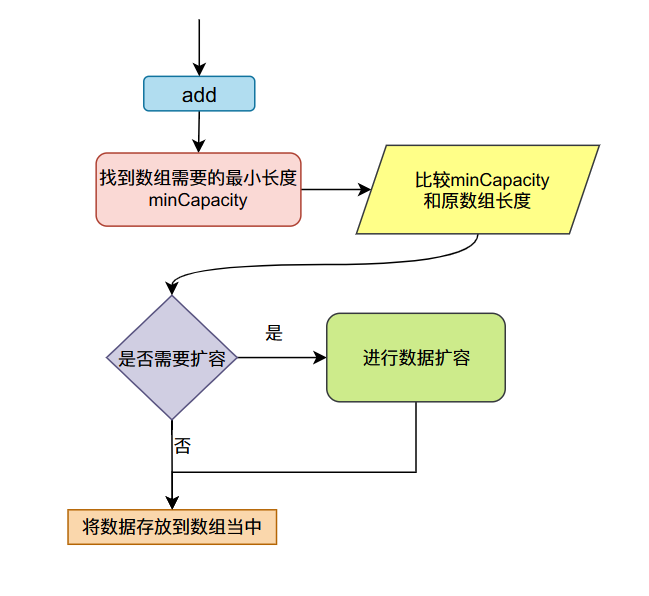 add
找到数组需要的最小长度
minCapacity
比较minCapacity
和原数组长度
是否需要扩容
是
进行数据扩容
否
将数据存放到数组当中